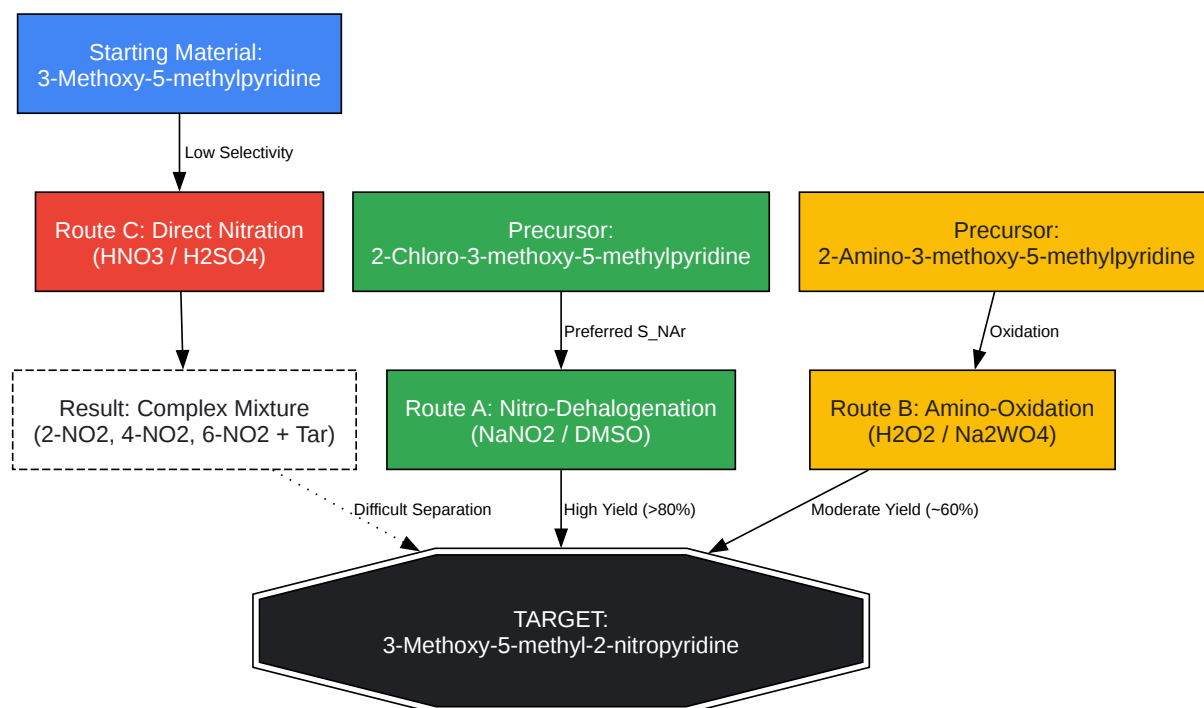 Starting Material:
3-Methoxy-5-methylpyridine
Low Selectivity
Route C: Direct Nitration
(HNO3 / H2SO4)
Precursor:
2-Chloro-3-methoxy-5-methylpyridine
Precursor:
2-Amino-3-methoxy-5-methylpyridine
Preferred S_NAr
Oxidation
Result: Complex Mixture
(2-NO2, 4-NO2, 6-NO2 + Tar)
Route A: Nitro-Dehalogenation
(NaNO2 / DMSO)
Route B: Amino-Oxidation
(H2O2 / Na2WO4)
Difficult Separation
High Yield (>80%)
Moderate Yield (~60%)
TARGET:
3-Methoxy-5-methyl-2-nitropyridine